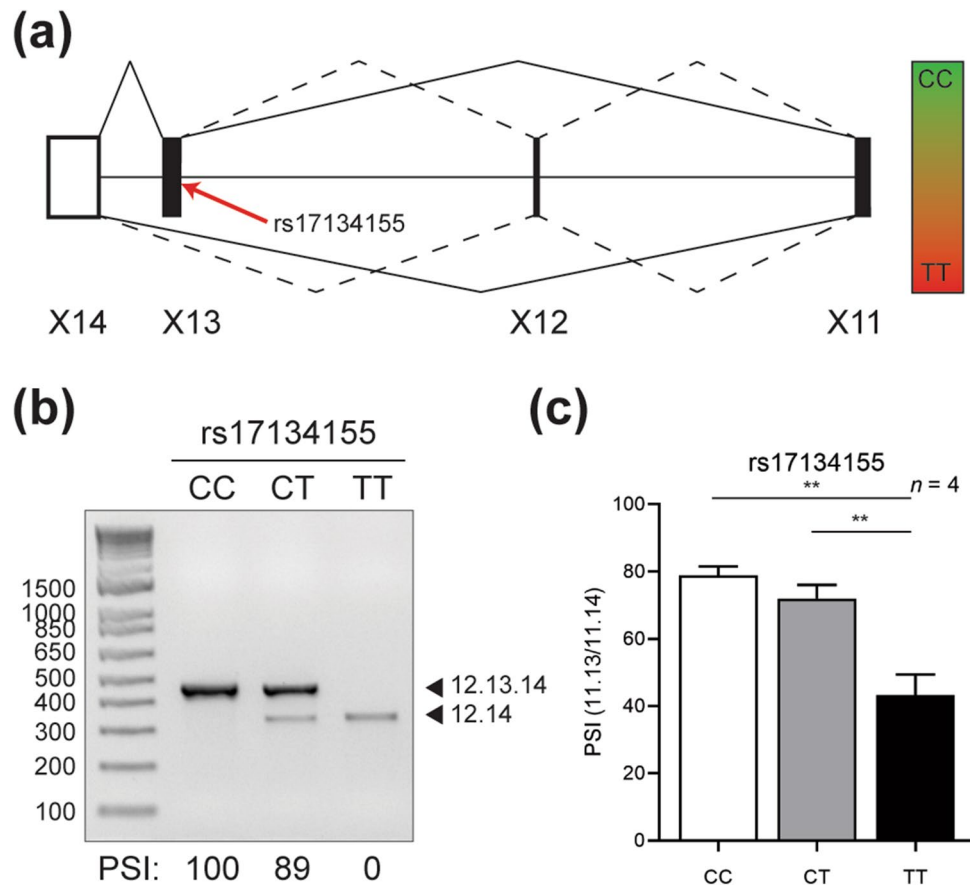 (a)
CC
rs17134155
TT
X14 X13 X12 X11
(b)
rs17134155
CC CT TT
1500
1000
850
650
500
400
300
200
100
12.13.14
12.14
PSI: 100 89 0
(c)
rs17134155
** n = 4
**
PSI (11.13/11.14)
100
80
60
40
20
0
CC CT TT